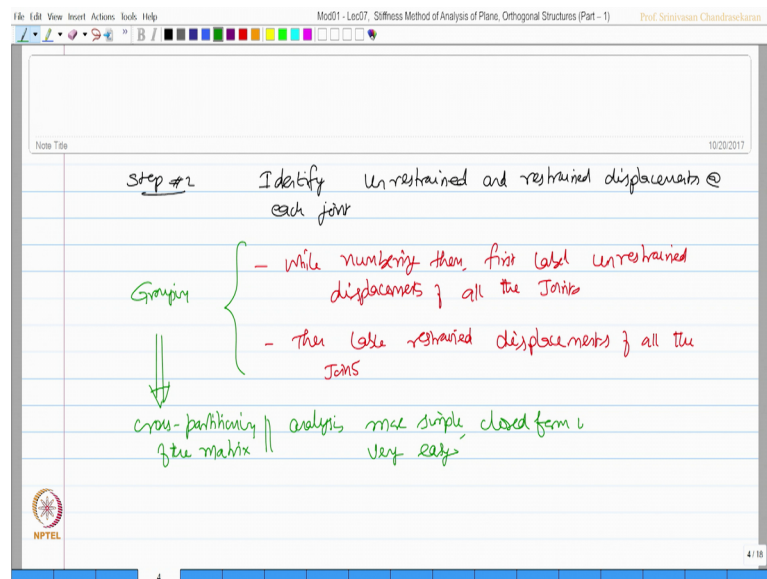 File Edit View Insert Actions Tools Help
Mod01 - Lec07, Stiffness Method of Analysis of Plane, Orthogonal Structures (Part – 1)
Prof. Srinivasan Chandrasekaran
B I
Note Title
10/20/2017
Step #2 Identify unrestrained and restrained displacements @
each joint
- while numbering them, first label unrestrained
displacements of all the Joints
Grouping
- Then label restrained displacements of all the
Joints
cross-partitioning || analysis more simple, closed form
of the matrix very easy
NPTEL
4 / 18
4